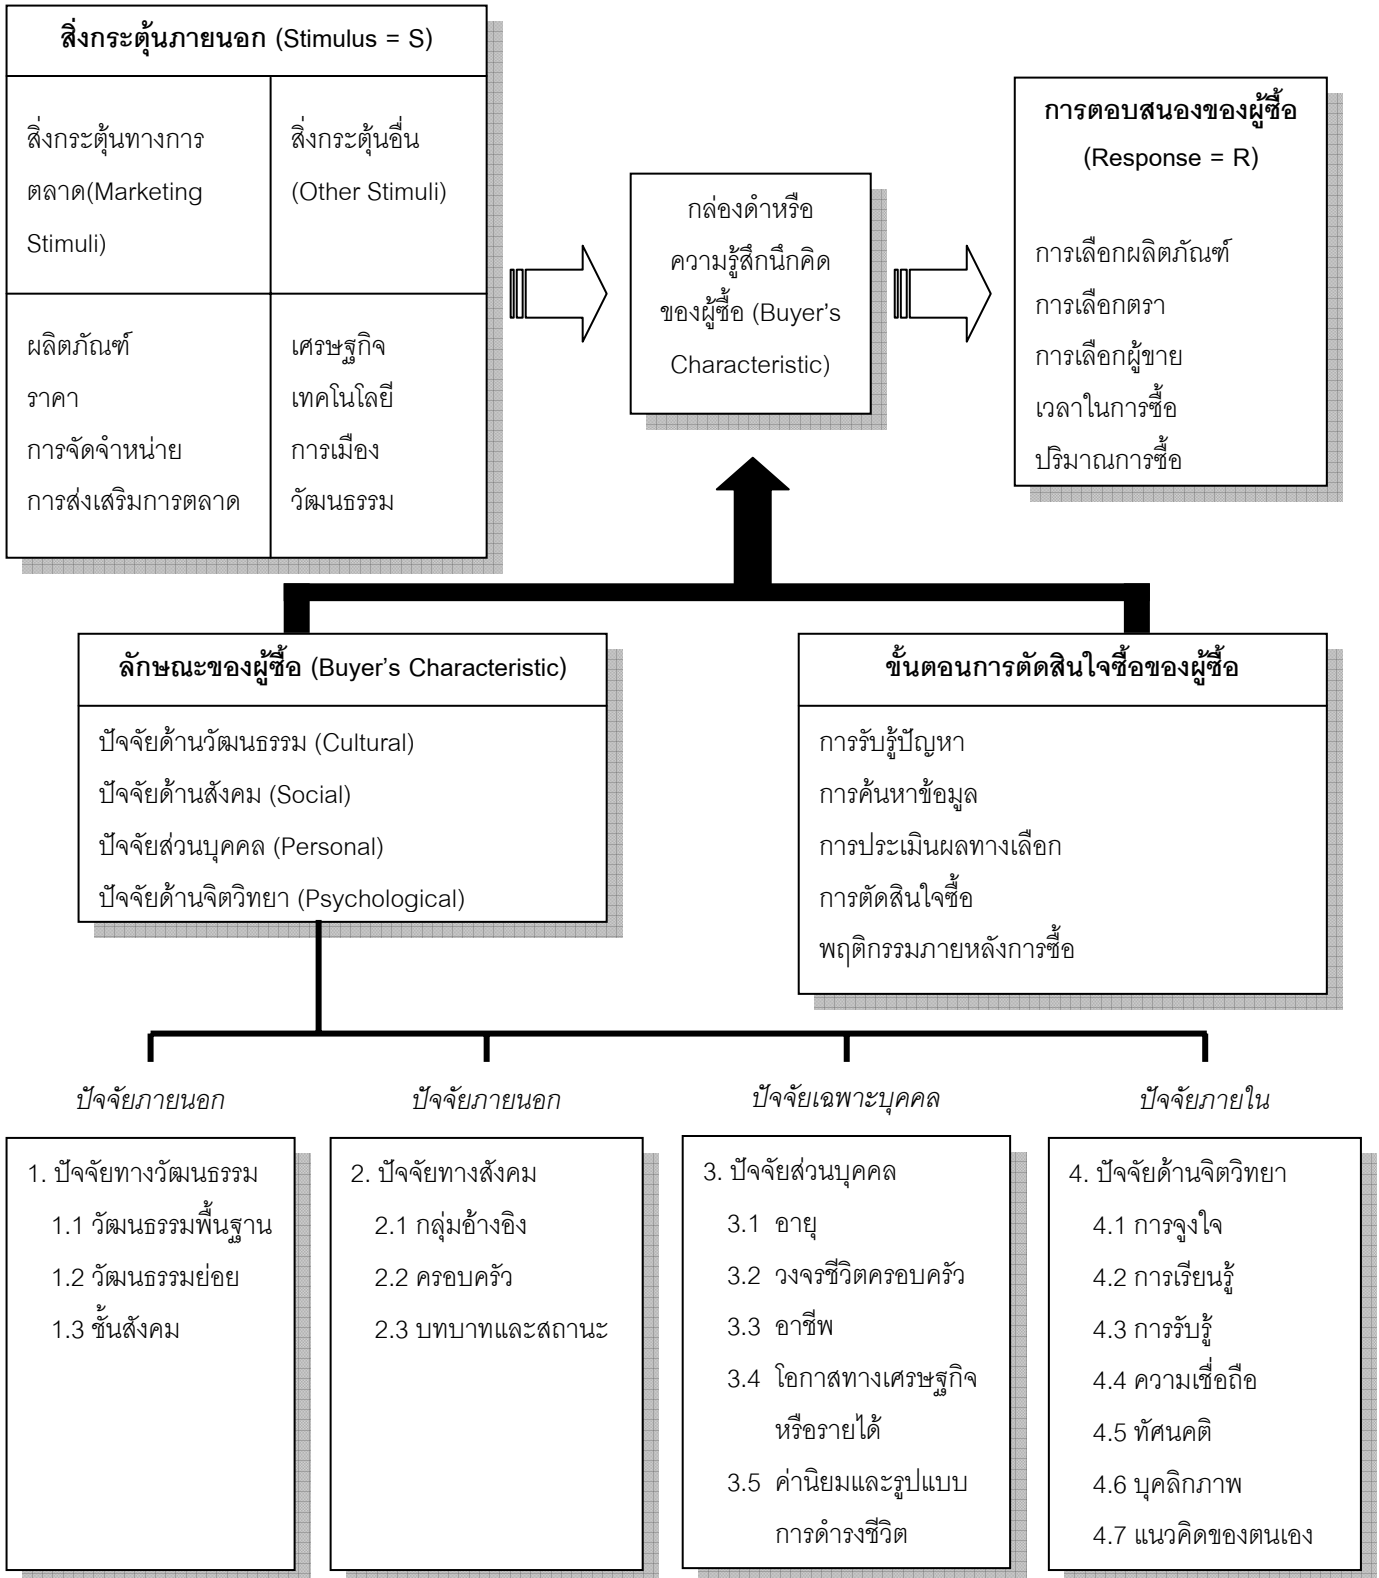 สิ่งกระตุ้นภายนอก (Stimulus = S)
สิ่งกระตุ้นทางการ
ตลาด(Marketing
Stimuli)
สิ่งกระตุ้นอื่น
(Other Stimuli)
ผลิตภัณฑ์
ราคา
การจัดจำหน่าย
การส่งเสริมการตลาด
เศรษฐกิจ
เทคโนโลยี
การเมือง
วัฒนธรรม
กล่องดำหรือ
ความรู้สึกนึกคิด
ของผู้ซื้อ (Buyer's
Characteristic)
การตอบสนองของผู้ซื้อ
(Response = R)
การเลือกผลิตภัณฑ์
การเลือกตรา
การเลือกผู้ขาย
เวลาในการซื้อ
ปริมาณการซื้อ
ลักษณะของผู้ซื้อ (Buyer's Characteristic)
ปัจจัยด้านวัฒนธรรม (Cultural)
ปัจจัยด้านสังคม (Social)
ปัจจัยส่วนบุคคล (Personal)
ปัจจัยด้านจิตวิทยา (Psychological)
ขั้นตอนการตัดสินใจซื้อของผู้ซื้อ
การรับรู้ปัญหา
การค้นหาข้อมูล
การประเมินผลทางเลือก
การตัดสินใจซื้อ
พฤติกรรมภายหลังการซื้อ
ปัจจัยภายนอก
1. ปัจจัยทางวัฒนธรรม
1.1 วัฒนธรรมพื้นฐาน
1.2 วัฒนธรรมย่อย
1.3 ชั้นสังคม
ปัจจัยภายนอก
2. ปัจจัยทางสังคม
2.1 กลุ่มอ้างอิง
2.2 ครอบครัว
2.3 บทบาทและสถานะ
ปัจจัยเฉพาะบุคคล
3. ปัจจัยส่วนบุคคล
3.1 อายุ
3.2 วงจรชีวิตครอบครัว
3.3 อาชีพ
3.4 โอกาสทางเศรษฐกิจ
หรือรายได้
3.5 ค่านิยมและรูปแบบ
การดำรงชีวิต
ปัจจัยภายใน
4. ปัจจัยด้านจิตวิทยา
4.1 การจูงใจ
4.2 การเรียนรู้
4.3 การรับรู้
4.4 ความเชื่อถือ
4.5 ทัศนคติ
4.6 บุคลิกภาพ
4.7 แนวคิดของตนเอง